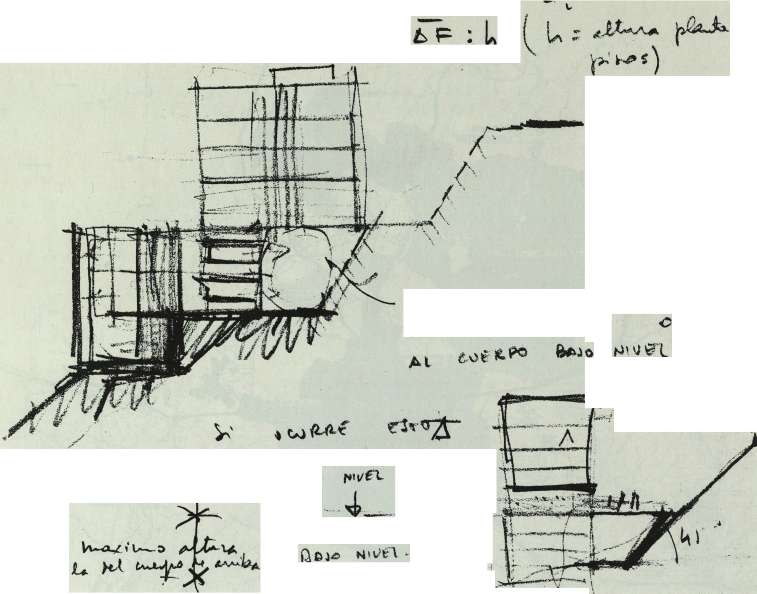 ΔF : h (h = altura planta
pisos)
AL CUERPO BAJO NIVEL
Si OCURRE ESTO
NIVEL
BAJO NIVEL.
maximo altura
la del cuerpo de arriba